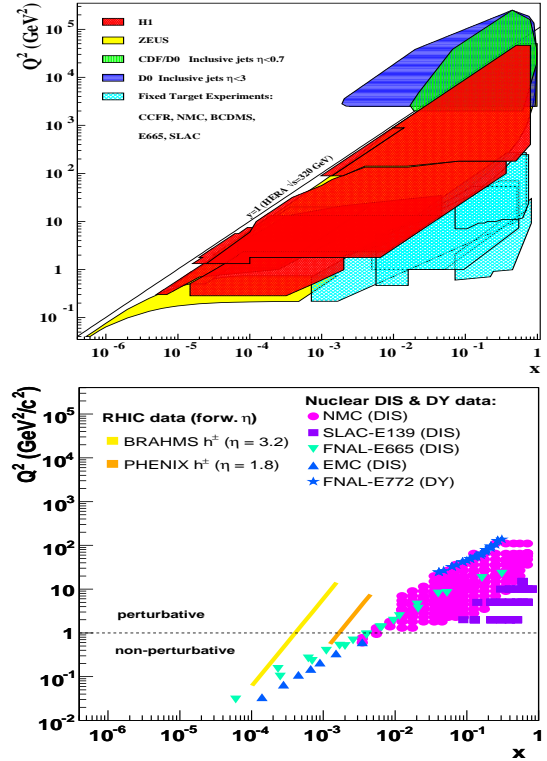 Q² (GeV²)
H1
ZEUS
CDF/D0 Inclusive jets η<0.7
D0 Inclusive jets η<3
Fixed Target Experiments:
CCFR, NMC, BCDMS,
E665, SLAC
y=1 (HERA √s=320 GeV)
10⁵
10⁴
10³
10²
10
1
10⁻¹
10⁻⁶ 10⁻⁵ 10⁻⁴ 10⁻³ 10⁻² 10⁻¹ 1
x
Q² (GeV²/c²)
RHIC data (forw. η)
BRAHMS h± (η = 3.2)
PHENIX h± (η = 1.8)
Nuclear DIS & DY data:
NMC (DIS)
SLAC-E139 (DIS)
FNAL-E665 (DIS)
EMC (DIS)
FNAL-E772 (DY)
perturbative
non-perturbative
10⁵
10⁴
10³
10²
10
1
10⁻¹
10⁻²
10⁻⁶ 10⁻⁵ 10⁻⁴ 10⁻³ 10⁻² 10⁻¹ 1
x